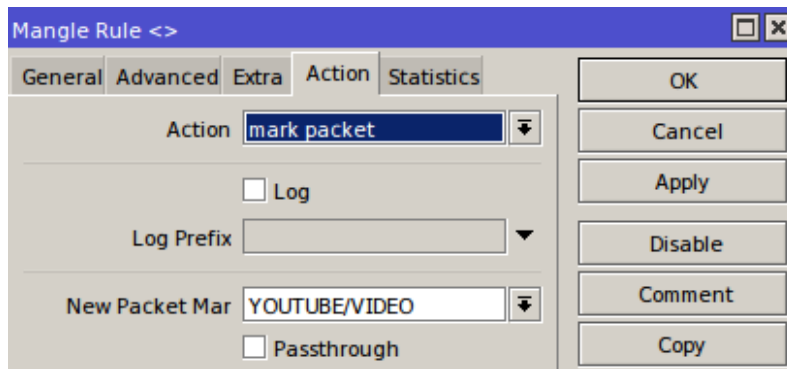 Mangle Rule <>
General Advanced Extra Action Statistics
OK
Action mark packet
Cancel
Log
Apply
Log Prefix
Disable
New Packet Mar YOUTUBE/VIDEO
Comment
Passthrough
Copy